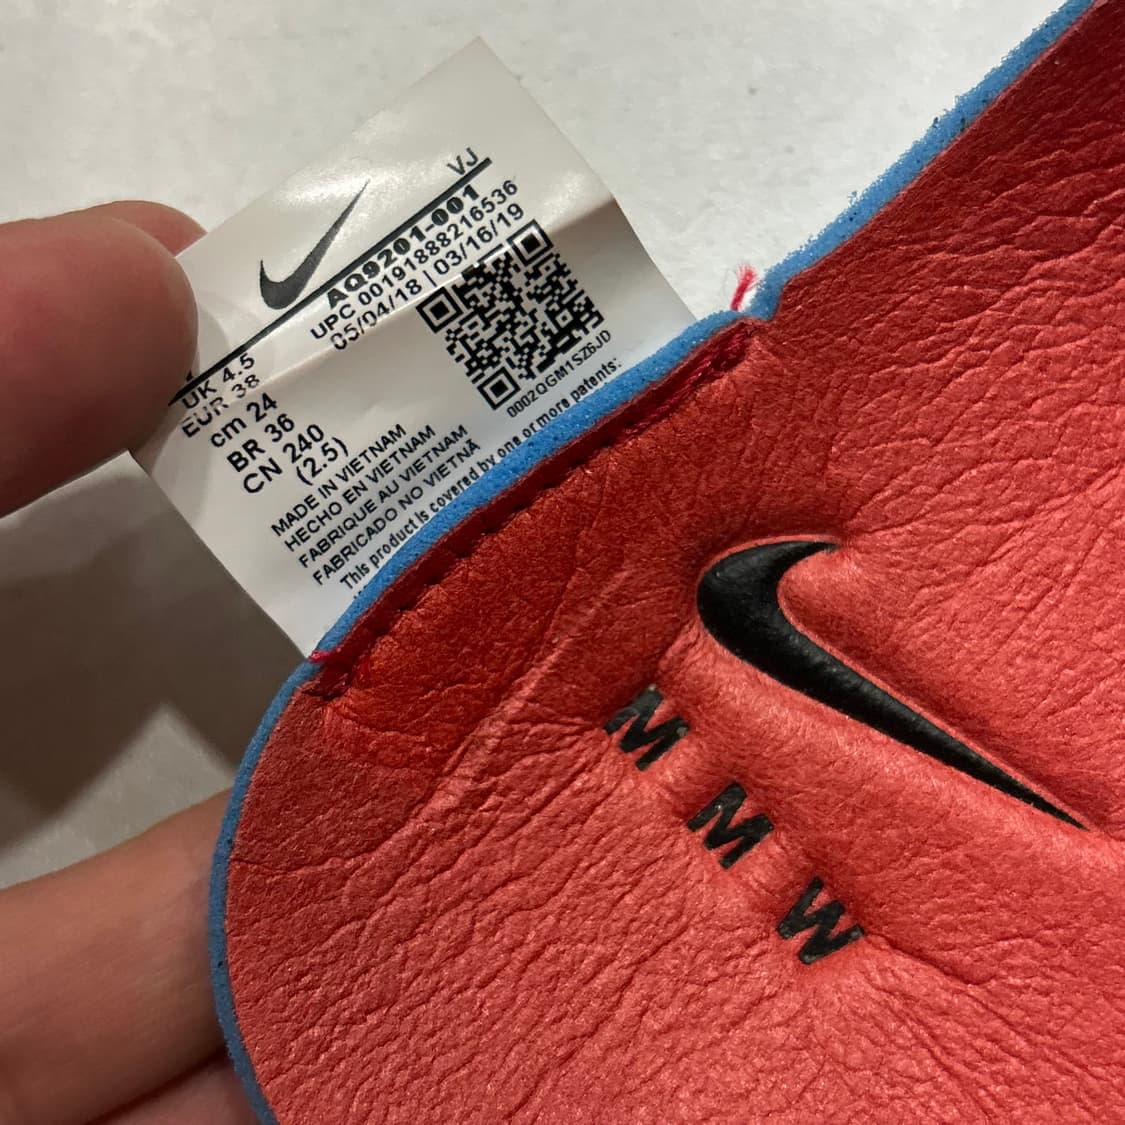 VJ
AQ9201-001
UPC 00191888216536
05/04/18 | 03/16/19
UK 4.5
EUR 38
cm 24
BR 36
CN 240
(2.5)
0002QGM1SZ6JD
MADE IN VIETNAM
HECHO EN VIETNAM
FABRIQUE AU VIETNAM
FABRICADO NO VIETNÃ
This product is covered by one or more patents:
M
M
W